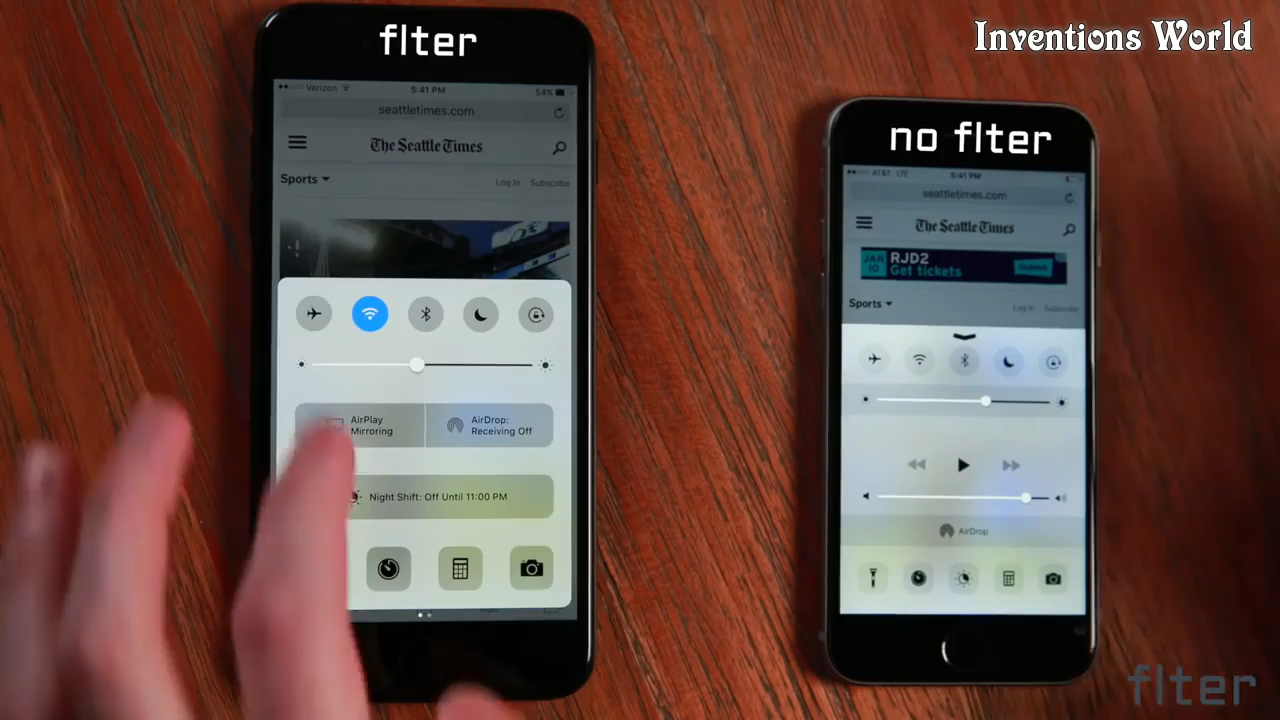 flter
Inventions World
Verizon
5:41 PM
54%
seattletimes.com
The Seattle Times
Sports
Log In
Subscribe
AirPlay
Mirroring
AirDrop:
Receiving Off
Night Shift: Off Until 11:00 PM
no flter
AT&T LTE
5:41 PM
seattletimes.com
The Seattle Times
JAN
10
RJD2
Get tickets
Sports
Log In
Subscribe
AirDrop
flter